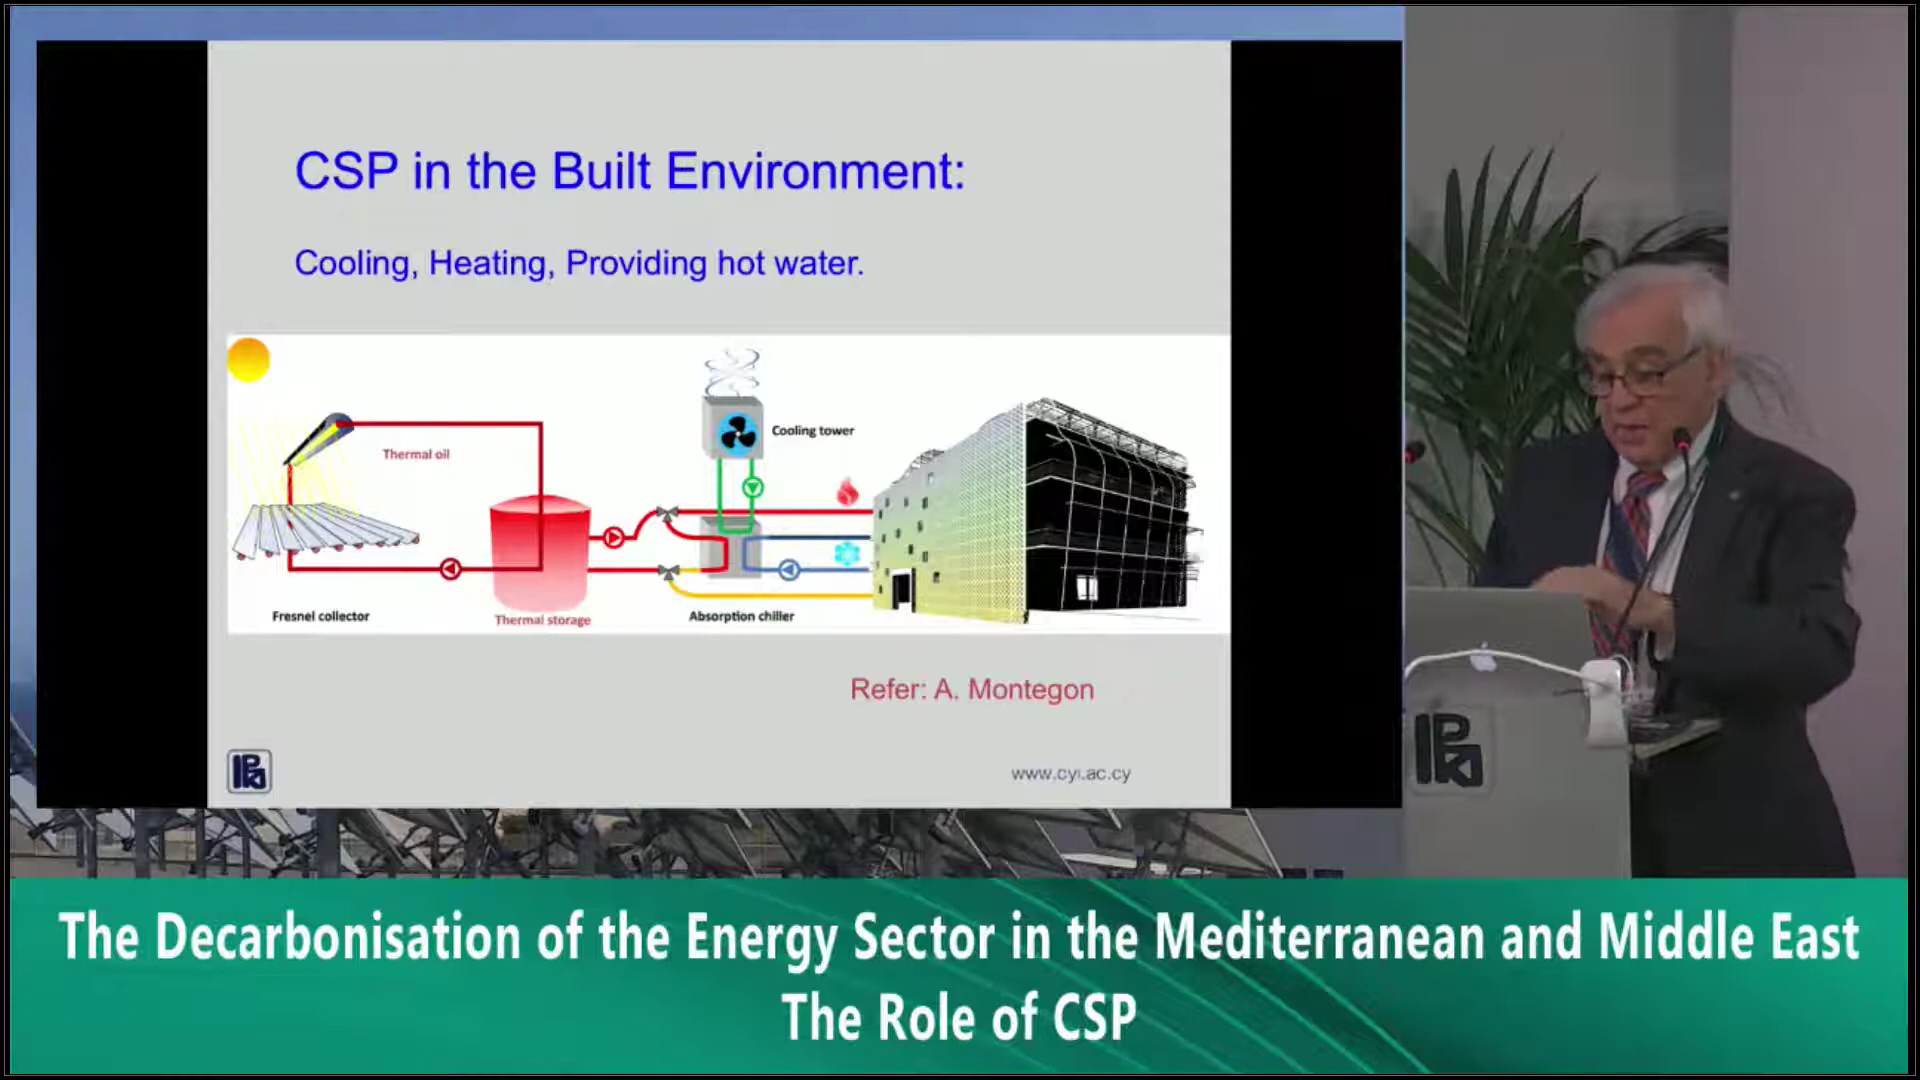 CSP in the Built Environment:
Cooling, Heating, Providing hot water.
Thermal oil
Cooling tower
Fresnel collector
Thermal storage
Absorption chiller
Refer: A. Montegon
www.cyi.ac.cy
The Decarbonisation of the Energy Sector in the Mediterranean and Middle East
The Role of CSP